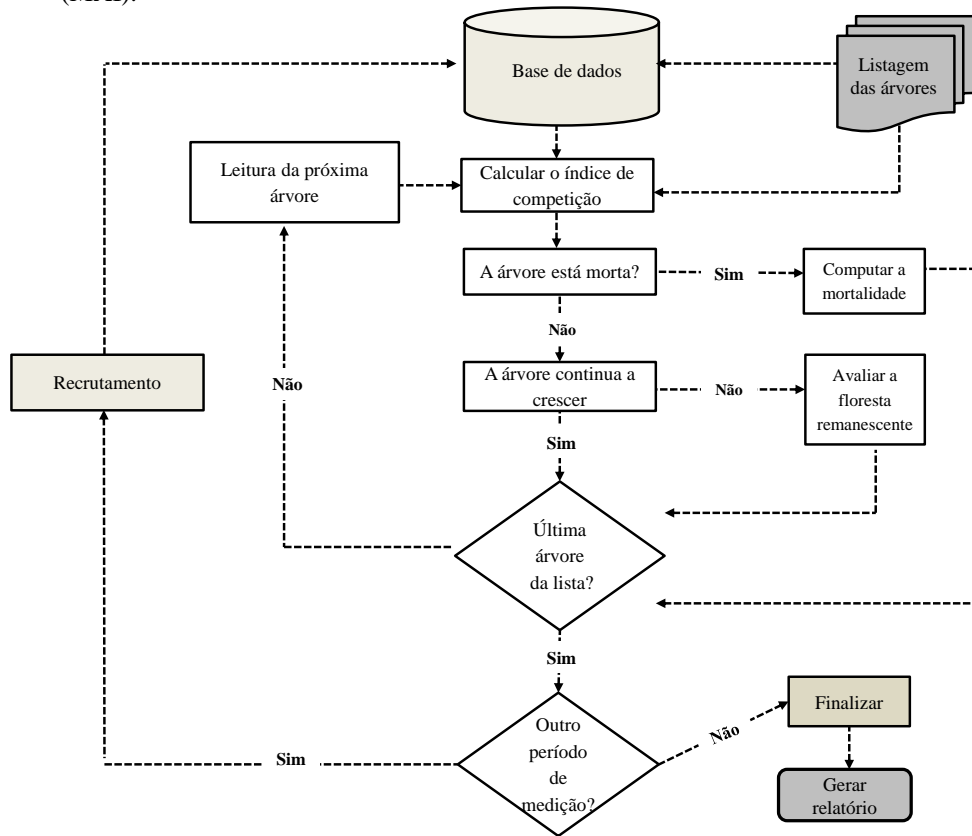 Base de dados
Listagem
das árvores
Leitura da próxima
árvore
Calcular o índice de
competição
A árvore está morta?
Sim
Computar a
mortalidade
Não
Recrutamento
Não
A árvore continua a
crescer
Não
Avaliar a
floresta
remanescente
Sim
Última
árvore
da lista?
Sim
Outro
período
de
medição?
Sim
Não
Finalizar
Gerar
relatório